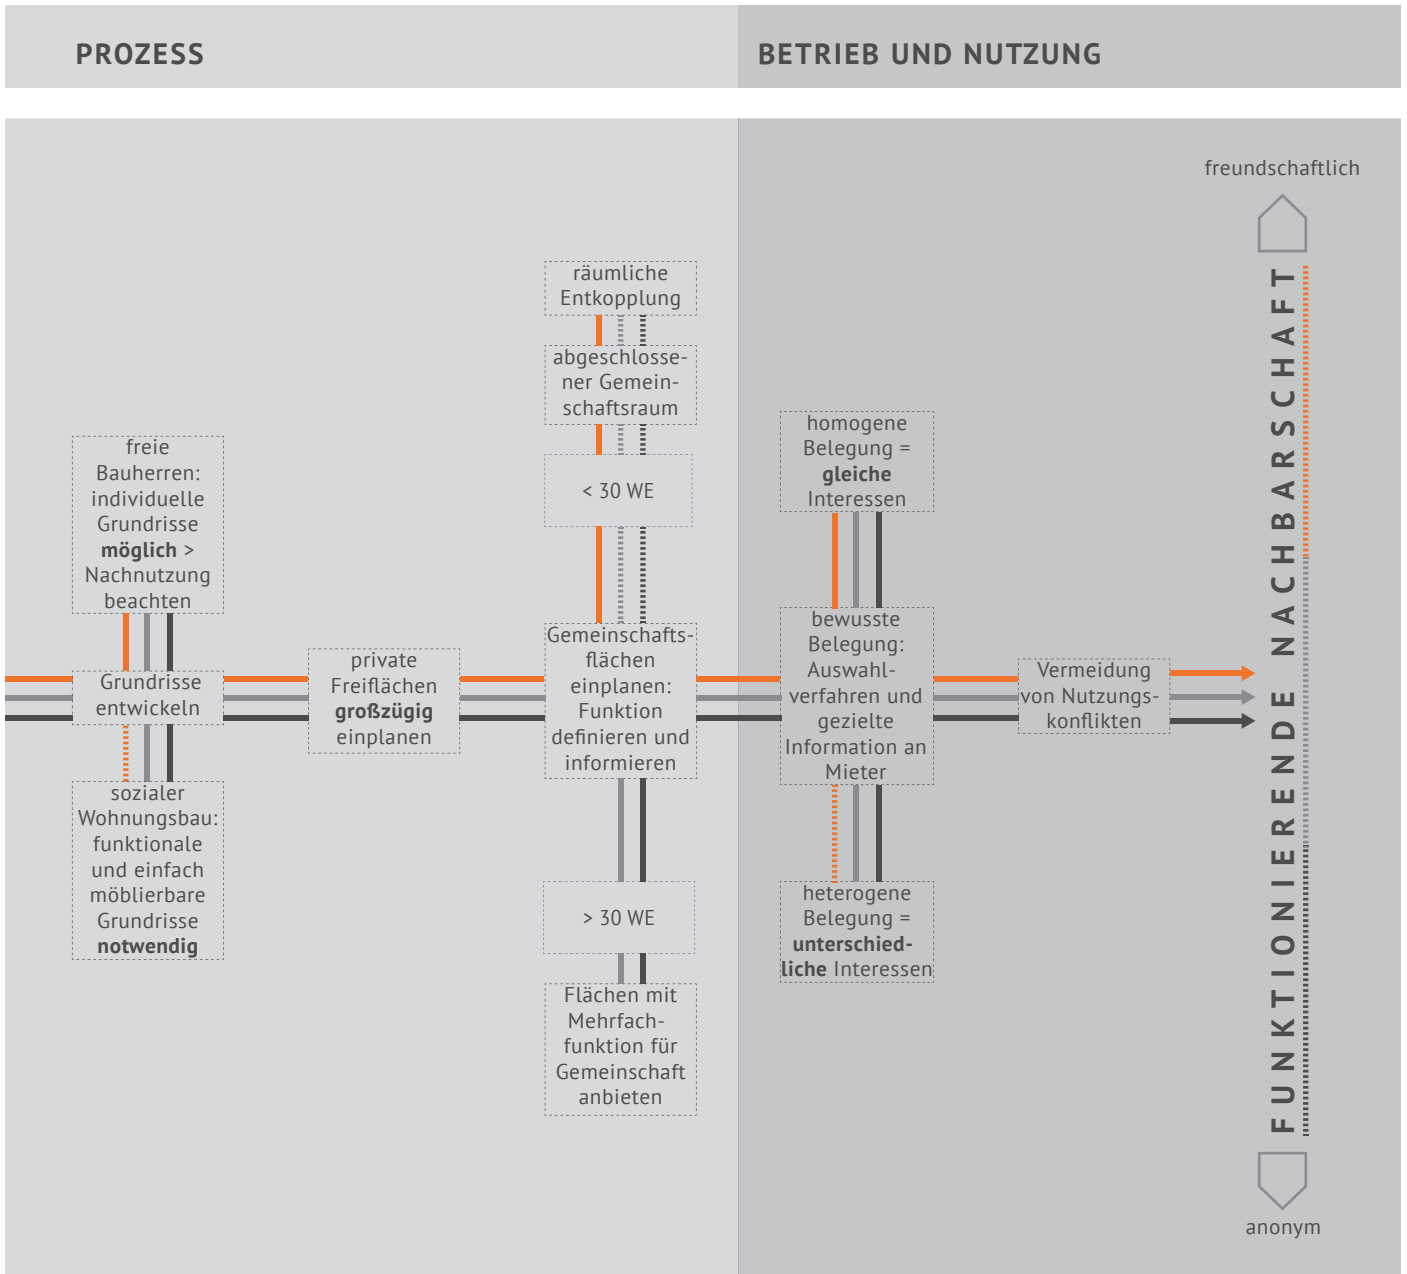 PROZESS
BETRIEB UND NUTZUNG
freie
Bauherren:
individuelle
Grundrisse
möglich >
Nachnutzung
beachten
Grundrisse
entwickeln
sozialer
Wohnungsbau:
funktionale
und einfach
möblierbare
Grundrisse
notwendig
private
Freiflächen
großzügig
einplanen
räumliche
Entkopplung
abgeschlosse-
ner Gemein-
schaftsraum
< 30 WE
Gemeinschafts-
flächen
einplanen:
Funktion
definieren und
informieren
> 30 WE
Flächen mit
Mehrfach-
funktion für
Gemeinschaft
anbieten
homogene
Belegung =
gleiche
Interessen
bewusste
Belegung:
Auswahl-
verfahren und
gezielte
Information an
Mieter
heterogene
Belegung =
unterschied-
liche Interessen
Vermeidung
von Nutzungs-
konflikten
freundschaftlich
FUNKTIONIERENDE NACHBARSCHAFT
anonym